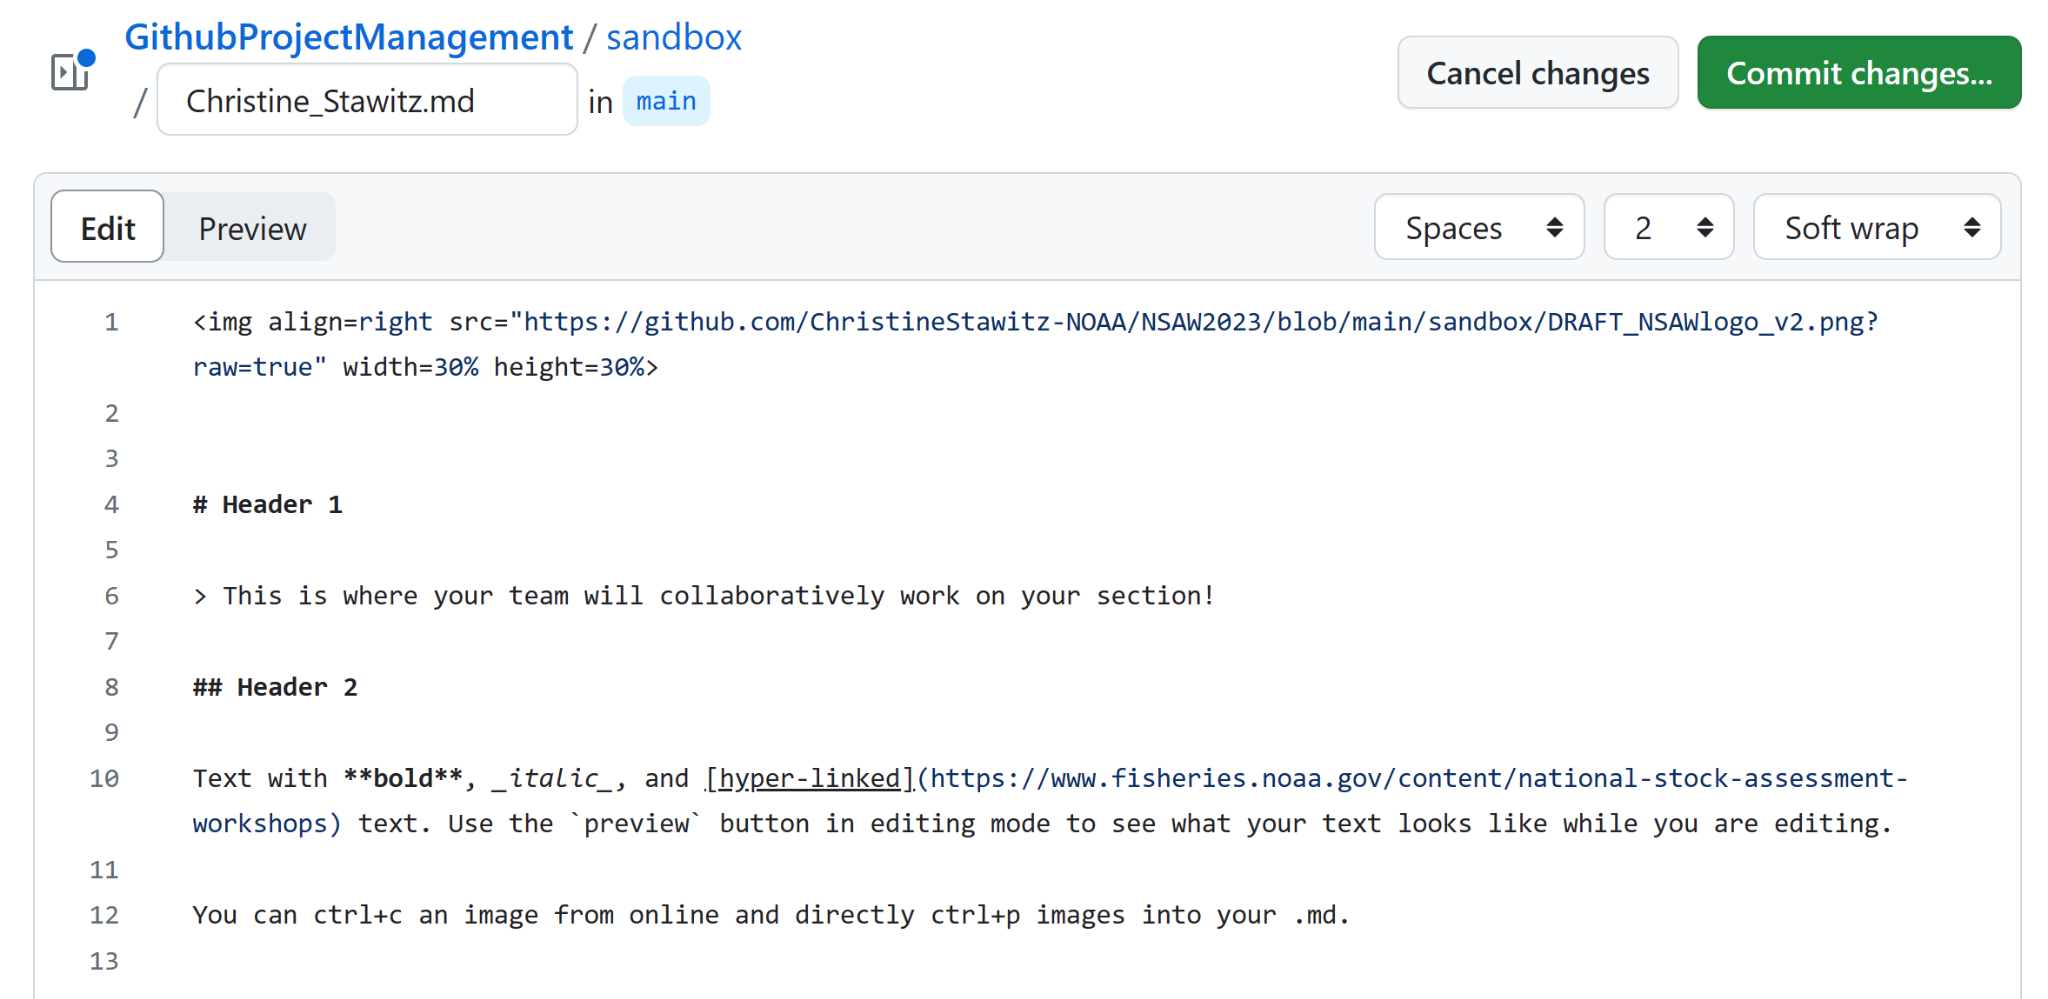 GithubProjectManagement / sandbox
/ Christine_Stawitz.md in main
Cancel changes
Commit changes...
Edit
Preview
Spaces
2
Soft wrap
1 <img align=right src="https://github.com/ChristineStawitz-NOAA/NSAW2023/blob/main/sandbox/DRAFT_NSAWlogo_v2.png?
raw=true" width=30% height=30%>
2
3
4 # Header 1
5
6 > This is where your team will collaboratively work on your section!
7
8 ## Header 2
9
10 Text with **bold**, _italic_, and [hyper-linked](https://www.fisheries.noaa.gov/content/national-stock-assessment-
workshops) text. Use the `preview` button in editing mode to see what your text looks like while you are editing.
11
12 You can ctrl+c an image from online and directly ctrl+p images into your .md.
13